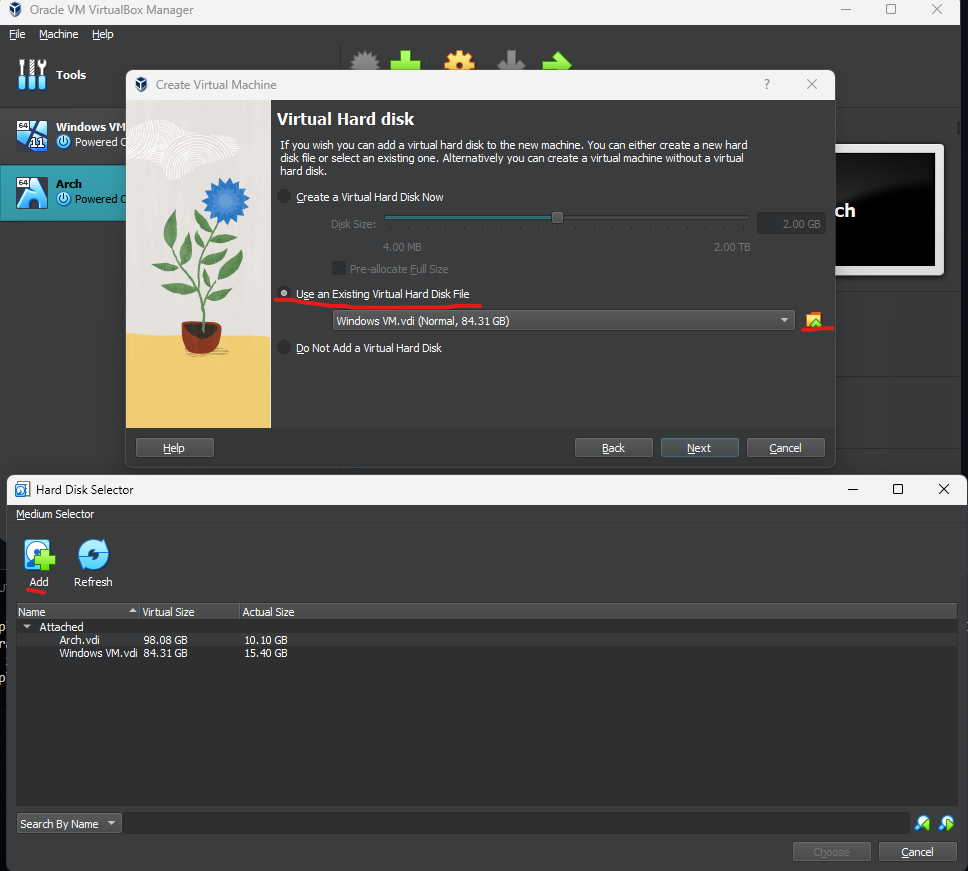 Oracle VM VirtualBox Manager
File Machine Help
Tools
Create Virtual Machine
?
64
11
Windows VM
Powered
64
Arch
Powered
ch
Virtual Hard disk
If you wish you can add a virtual hard disk to the new machine. You can either create a new hard
disk file or select an existing one. Alternatively you can create a virtual machine without a virtual
hard disk.
Create a Virtual Hard Disk Now
Disk Size:
2.00 GB
4.00 MB
2.00 TB
Pre-allocate Full Size
Use an Existing Virtual Hard Disk File
Windows VM.vdi (Normal, 84.31 GB)
Do Not Add a Virtual Hard Disk
Help
Back
Next
Cancel
Hard Disk Selector
Medium Selector
Add
Refresh
Name Virtual Size Actual Size
Attached
Arch.vdi 98.08 GB 10.10 GB
Windows VM.vdi 84.31 GB 15.40 GB
Search By Name
Choose
Cancel